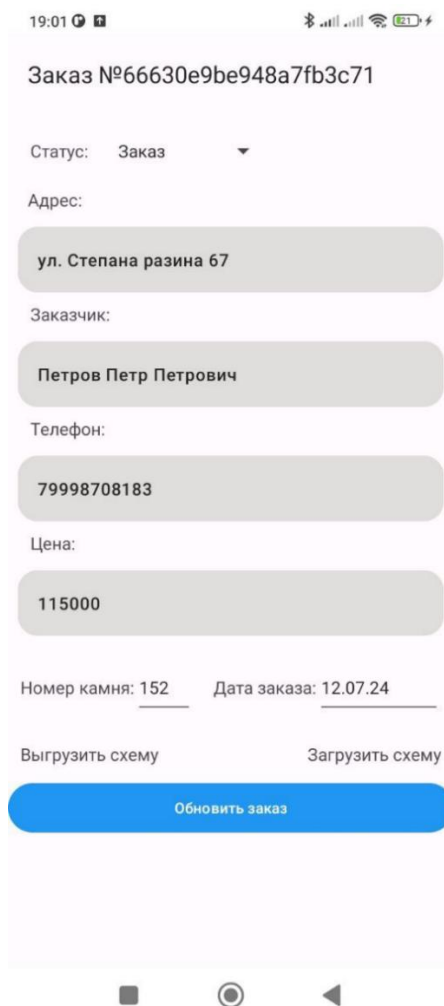 19:01 21
Заказ №66630e9be948a7fb3c71
Статус: Заказ
Адрес:
ул. Степана разина 67
Заказчик:
Петров Петр Петрович
Телефон:
79998708183
Цена:
115000
Номер камня: 152 Дата заказа: 12.07.24
Выгрузить схему Загрузить схему
Обновить заказ